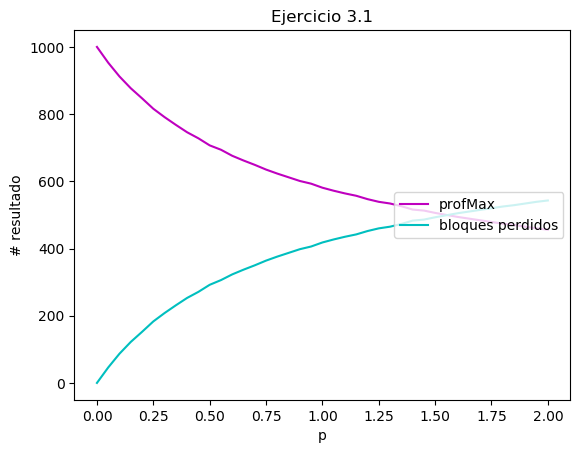 Ejercicio 3.1
# resultado
1000
800
600
400
200
0
profMax
bloques perdidos
0.00 0.25 0.50 0.75 1.00 1.25 1.50 1.75 2.00
p